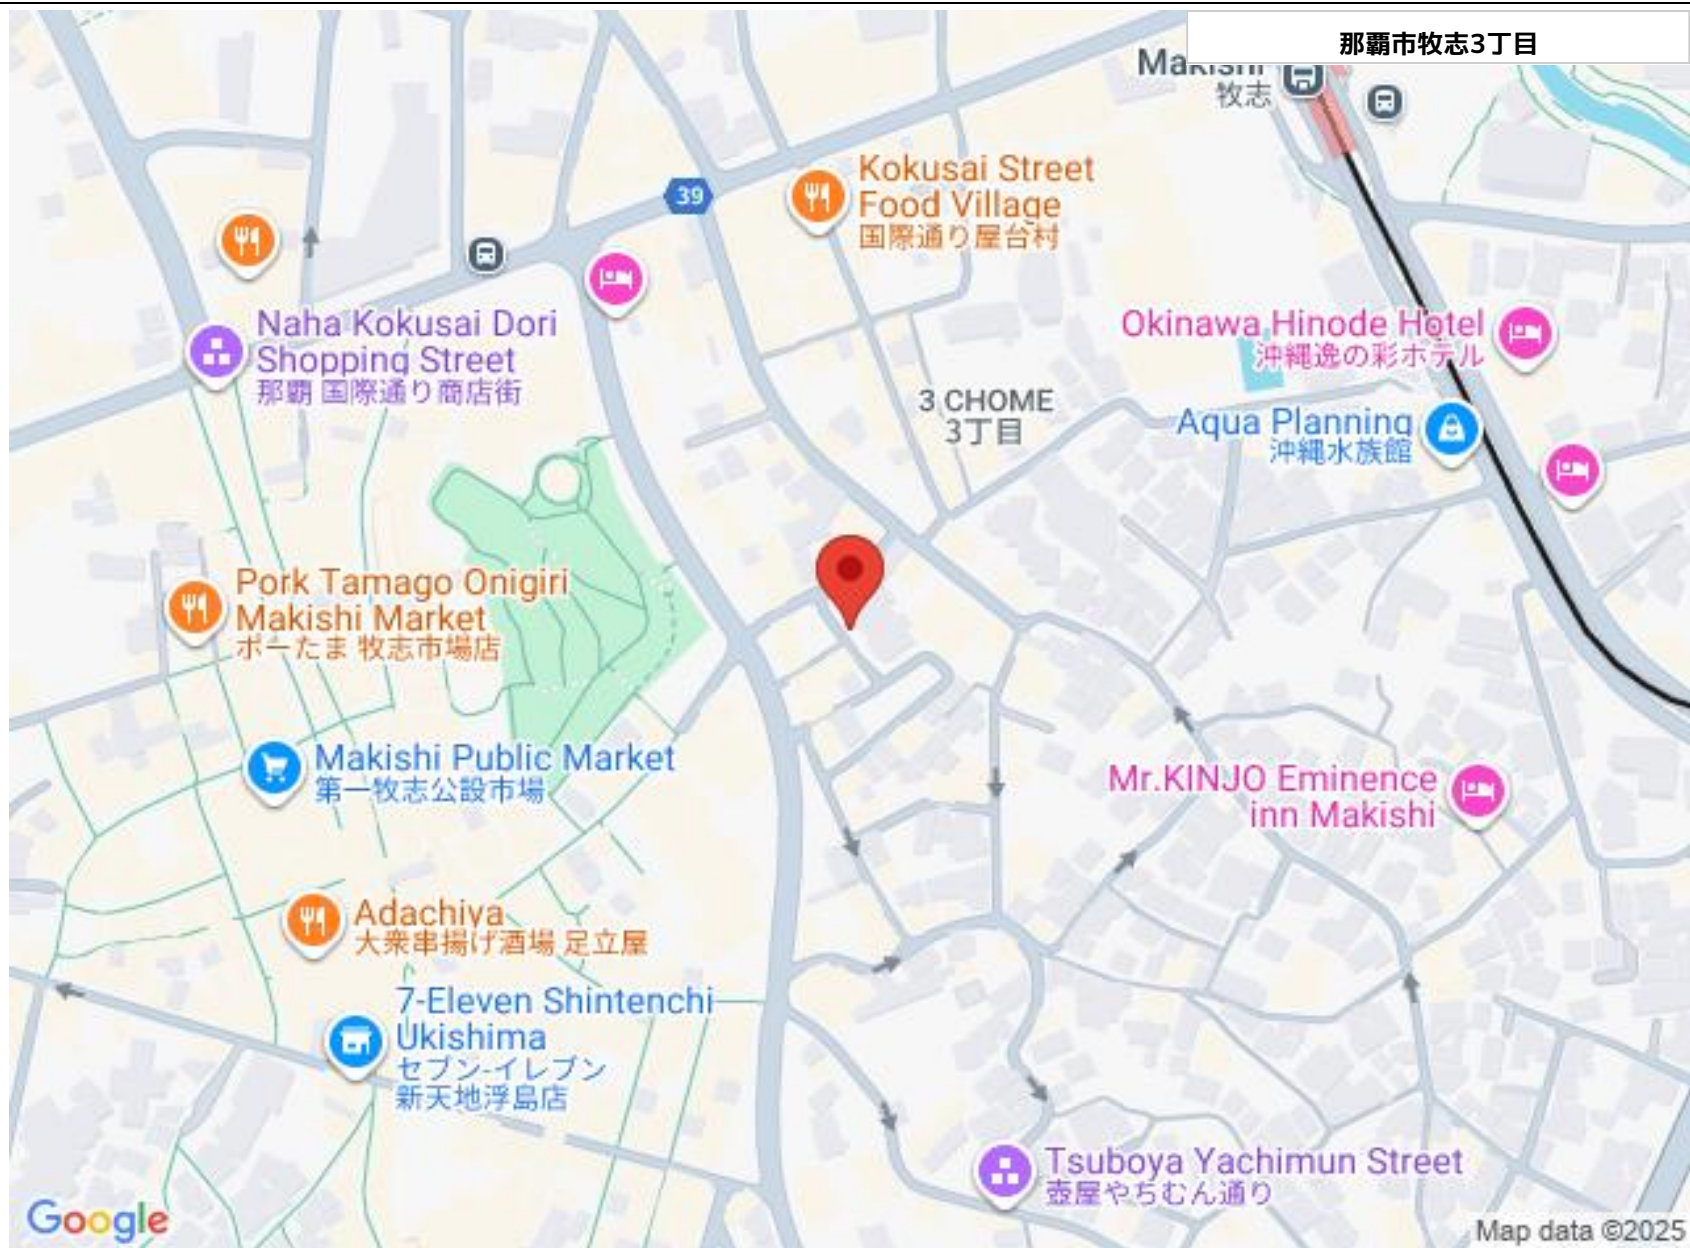 那覇市牧志3丁目
Makishi
牧志
Kokusai Street
Food Village
国際通り屋台村
39
Naha Kokusai Dori
Shopping Street
那覇 国際通り商店街
Okinawa Hinode Hotel
沖縄逸の彩ホテル
3 CHOME
3丁目
Aqua Planning
沖縄水族館
Pork Tamago Onigiri
Makishi Market
ポーたま 牧志市場店
Makishi Public Market
第一牧志公設市場
Mr.KINJO Eminence
inn Makishi
Adachiya
大衆串揚げ酒場 足立屋
7-Eleven Shintenchi
Ukishima
セブン-イレブン
新天地浮島店
Tsuboya Yachimun Street
壺屋やちむん通り
Google
Map data ©2025